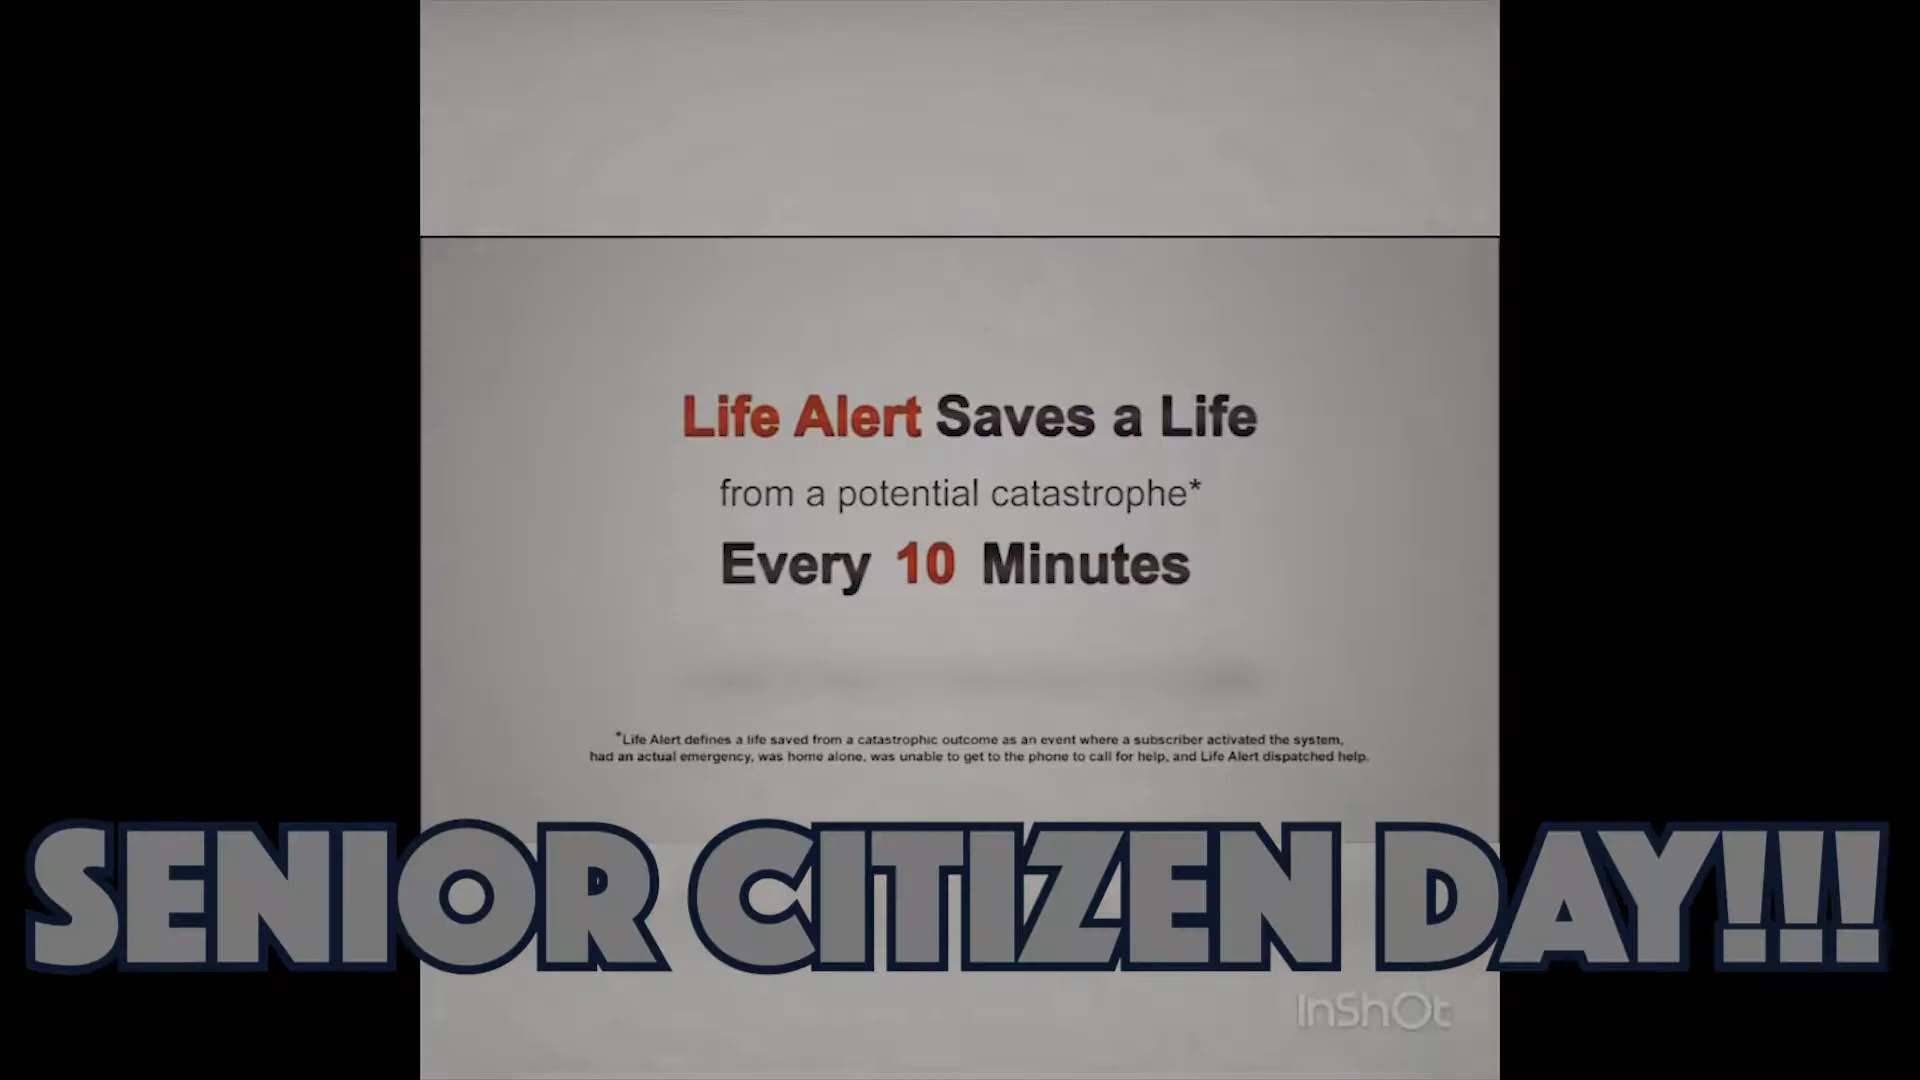 Life Alert Saves a Life
from a potential catastrophe*
Every 10 Minutes
*Life Alert defines a life saved from a catastrophic outcome as an event where a subscriber activated the system,
had an actual emergency, was home alone, was unable to get to the phone to call for help, and Life Alert dispatched help.
SENIOR CITIZEN DAY!!!
InShOt